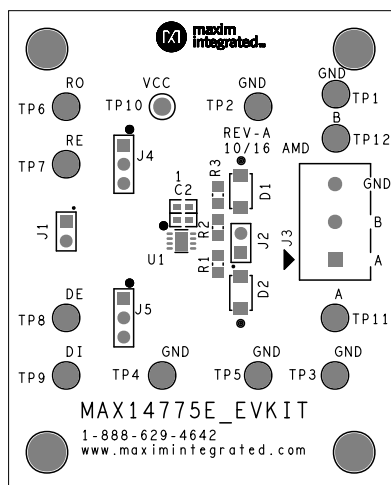 maxim
integrated™
RO
VCC
GND
GND
TP6
TP10
TP2
TP1
B
RE
REV-A
TP12
10/16 AMD
TP7
J4
R3
D1
1
C2
GND
J1
R2
J2
J3
B
U1
R1
A
DE
D2
A
J5
TP8
TP11
DI
GND
GND
GND
TP9
TP4
TP5
TP3
MAX14775E_EVKIT
1-888-629-4642
www.maximintegrated.com